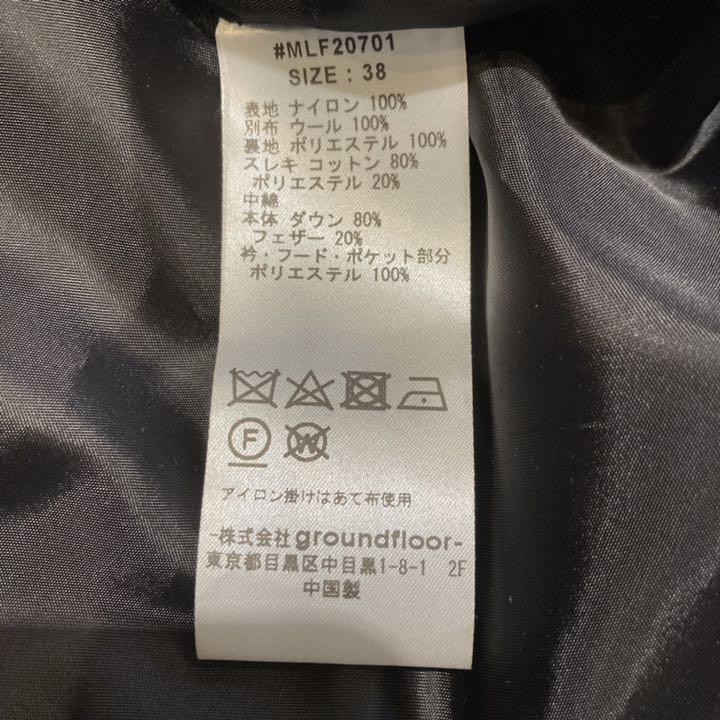 #MLF20701
SIZE : 38
表地 ナイロン 100%
別布 ウール 100%
裏地 ポリエステル 100%
スレキ コットン 80%
ポリエステル 20%
中綿
本体 ダウン 80%
フェザー 20%
衿・フード・ポケット部分
ポリエステル 100%
F W
アイロン掛けはあて布使用
-株式会社groundfloor-
東京都目黒区中目黒1-8-1 2F
中国製